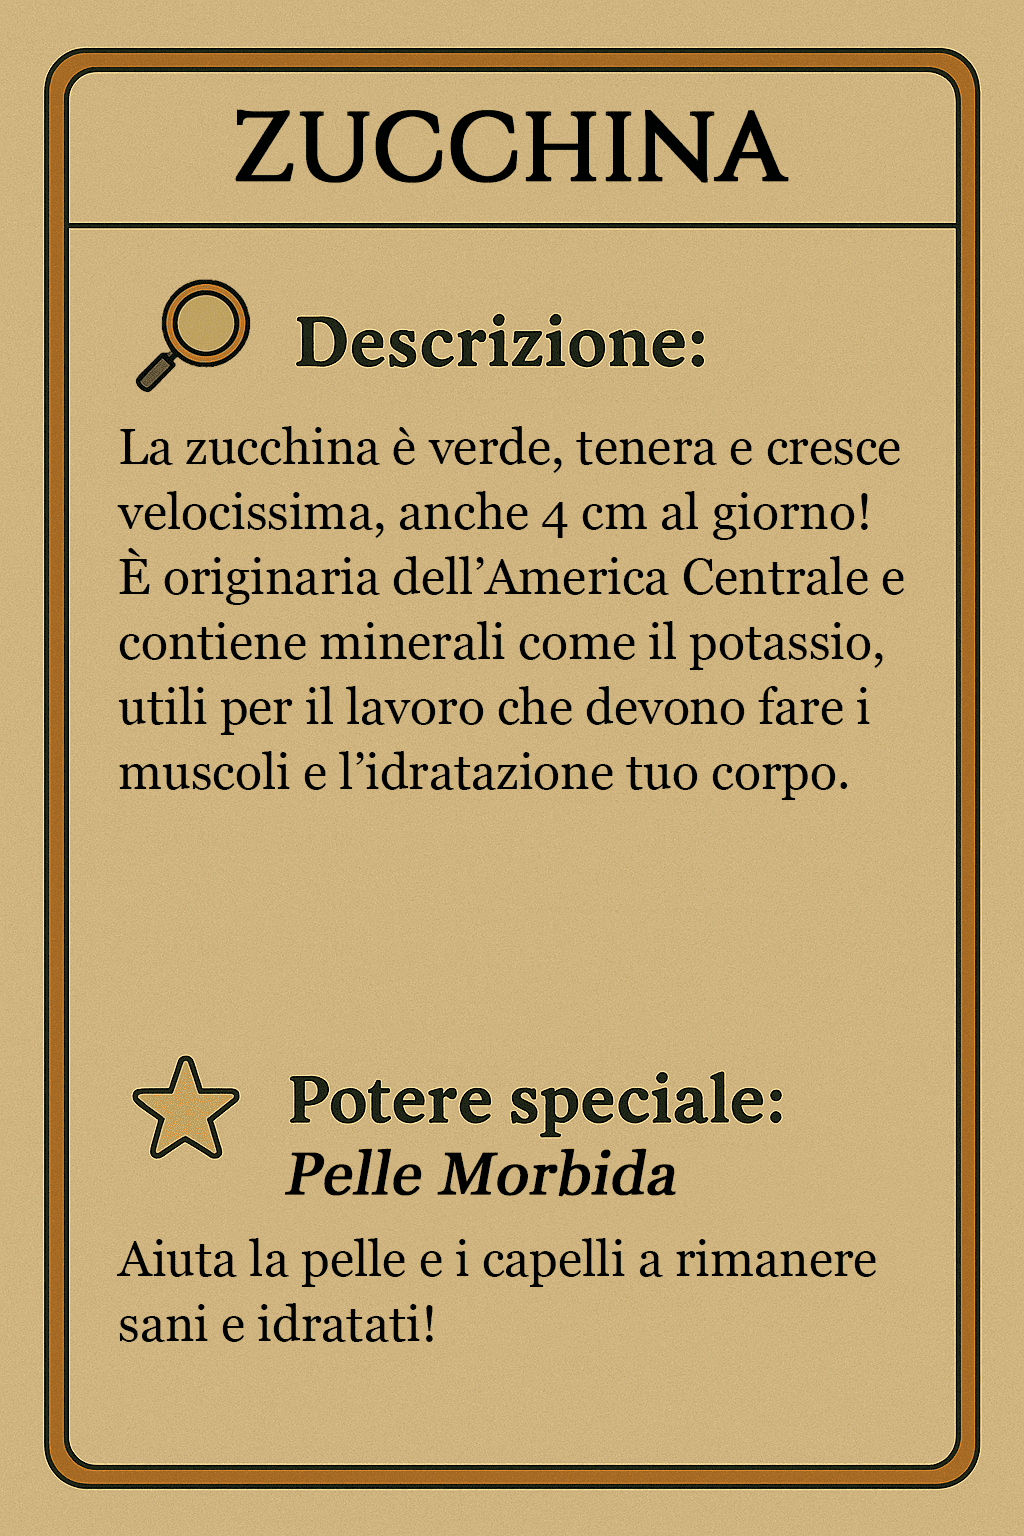 ZUCCHINA
Descrizione:
La zucchina è verde, tenera e cresce
velocissima, anche 4 cm al giorno!
È originaria dell’America Centrale e
contiene minerali come il potassio,
utili per il lavoro che devono fare i
muscoli e l’idratazione tuo corpo.
Potere speciale:
Pelle Morbida
Aiuta la pelle e i capelli a rimanere
sani e idratati!